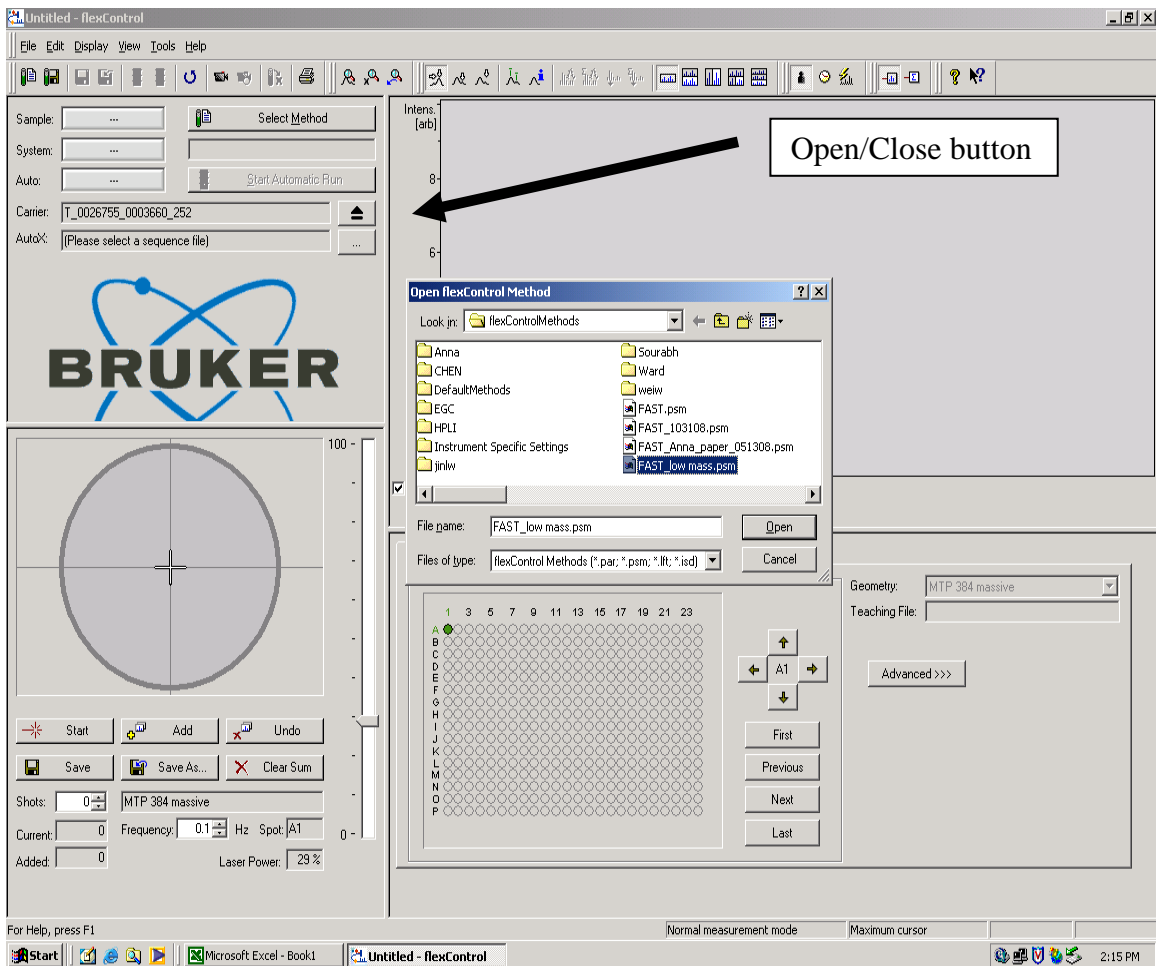 Untitled - flexControl
File Edit Display View Tools Help
Sample: ... Select Method
System: ...
Auto: ... Start Automatic Run
Carrier: T_0026755_0003660_252
AutoX: (Please select a sequence file) ...
BRUKER
Intens.
[arb]
8
6
Open/Close button
Open flexControl Method
Look in: flexControlMethods
Anna
CHEN
DefaultMethods
EGC
HPLI
Instrument Specific Settings
jinlw
Sourabh
Ward
weiw
FAST.psm
FAST_103108.psm
FAST_Anna_paper_051308.psm
FAST_low mass.psm
File name: FAST_low mass.psm Open
Files of type: flexControl Methods (*.par; *.psm; *.lft; *.isd) Cancel
100
0
Start Add Undo
Save Save As... Clear Sum
Shots: 0 MTP 384 massive
Current: 0 Frequency: 0.1 Hz Spot: A1
Added: 0 Laser Power: 29 %
1 3 5 7 9 11 13 15 17 19 21 23
A
B
C
D
E
F
G
H
I
J
K
L
M
N
O
P
A1
First
Previous
Next
Last
Geometry: MTP 384 massive
Teaching File:
Advanced >>>
For Help, press F1 Normal measurement mode Maximum cursor
Start Microsoft Excel - Book1 Untitled - flexControl 2:15 PM